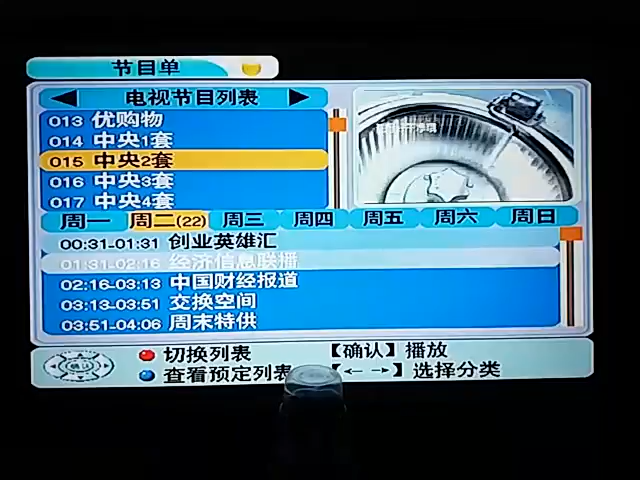 节目单
电视节目列表
013 优购物
014 中央1套
015 中央2套
016 中央3套
017 中央4套
周一 周二(22) 周三 周四 周五 周六 周日
00:31-01:31 创业英雄汇
01:31-02:16 经济信息联播
02:16-03:13 中国财经报道
03:13-03:51 交换空间
03:51-04:06 周末特供
确认
切换列表 【确认】播放
查看预定列表 【← →】选择分类